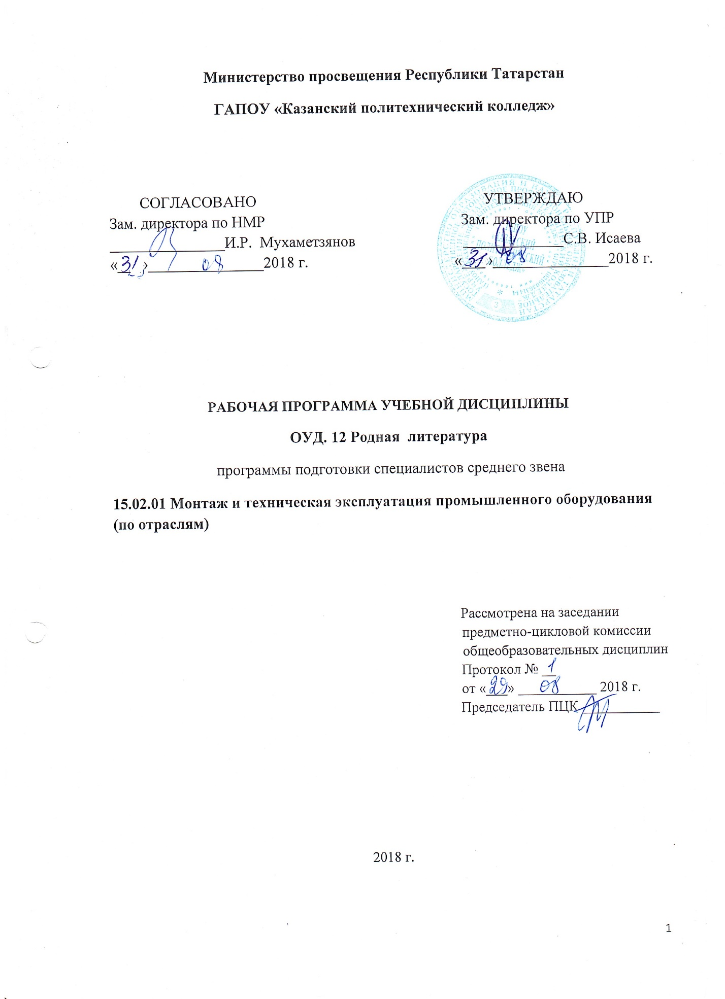 Министерство просвещения Республики Татарстан
ГАПОУ «Казанский политехнический колледж»
СОГЛАСОВАНО
Зам. директора по НМР
________________И.Р. Мухаметзянов
«31» 08 2018 г.
УТВЕРЖДАЮ
Зам. директора по УПР
______________С.В. Исаева
«31» 08 2018 г.
РАБОЧАЯ ПРОГРАММА УЧЕБНОЙ ДИСЦИПЛИНЫ
ОУД. 12 Родная литература
программы подготовки специалистов среднего звена
15.02.01 Монтаж и техническая эксплуатация промышленного оборудования
(по отраслям)
Рассмотрена на заседании
предметно-цикловой комиссии
общеобразовательных дисциплин
Протокол № 1
от «29» 08 2018 г.
Председатель ПЦК
2018 г.
1